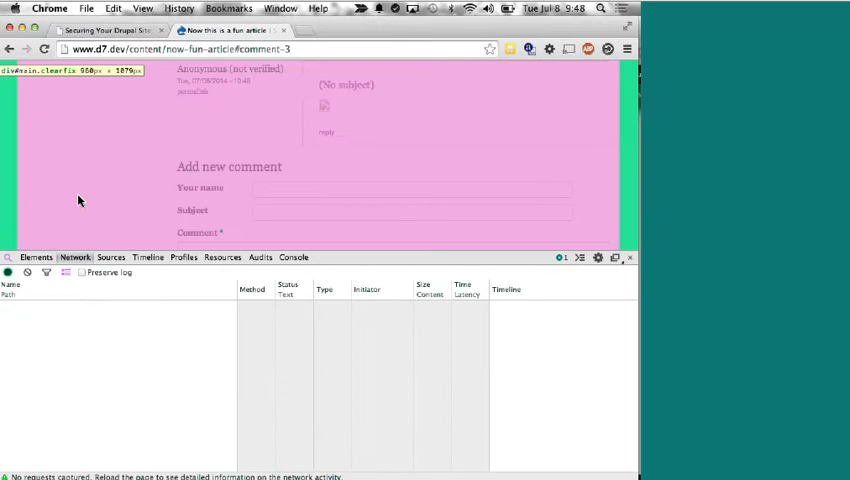 Chrome File Edit View History Bookmarks Window Help Tue Jul 8 9:48
Securing Your Drupal Site × Now this is a fun article | ×
www.d7.dev/content/now-fun-article#comment-3
div#main.clearfix 960px × 1079px
Anonymous (not verified)
Tue, 07/08/2014 - 10:48
permalink
(No subject)
reply
Add new comment
Your name
Subject
Comment *
Elements Network Sources Timeline Profiles Resources Audits Console 1
Preserve log
Name Method Status Type Initiator Size Time Timeline
Path Text Content Latency
No requests captured. Reload the page to see detailed information on the network activity.